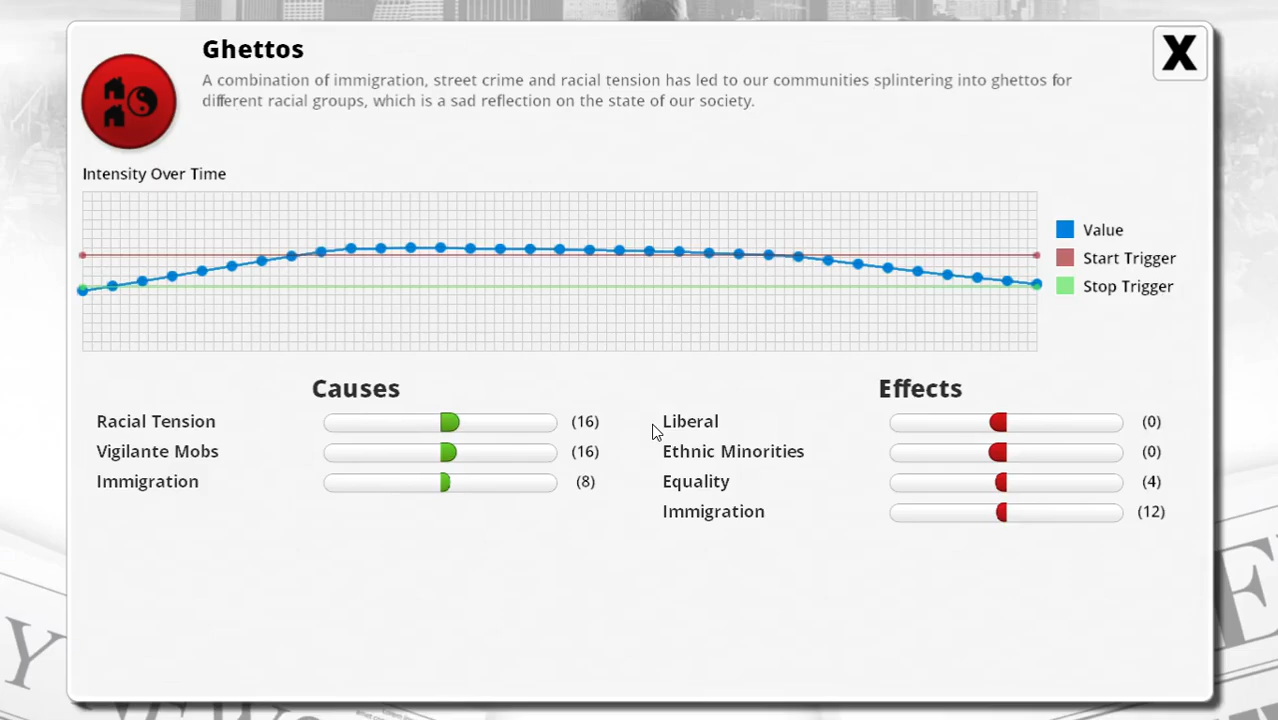 Ghettos
X
A combination of immigration, street crime and racial tension has led to our communities splintering into ghettos for
different racial groups, which is a sad reflection on the state of our society.
Intensity Over Time
Value
Start Trigger
Stop Trigger
Causes
Racial Tension (16)
Vigilante Mobs (16)
Immigration (8)
Effects
Liberal (0)
Ethnic Minorities (0)
Equality (4)
Immigration (12)